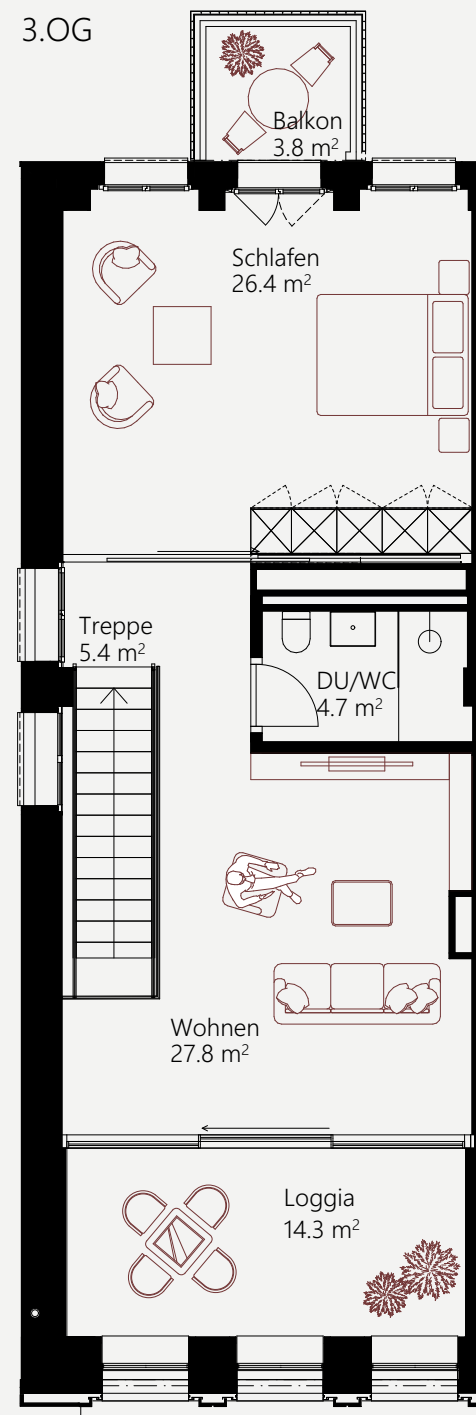 3.OG
Balkon
3.8 m²
Schlafen
26.4 m²
Treppe
5.4 m²
DU/WC
4.7 m²
Wohnen
27.8 m²
Loggia
14.3 m²